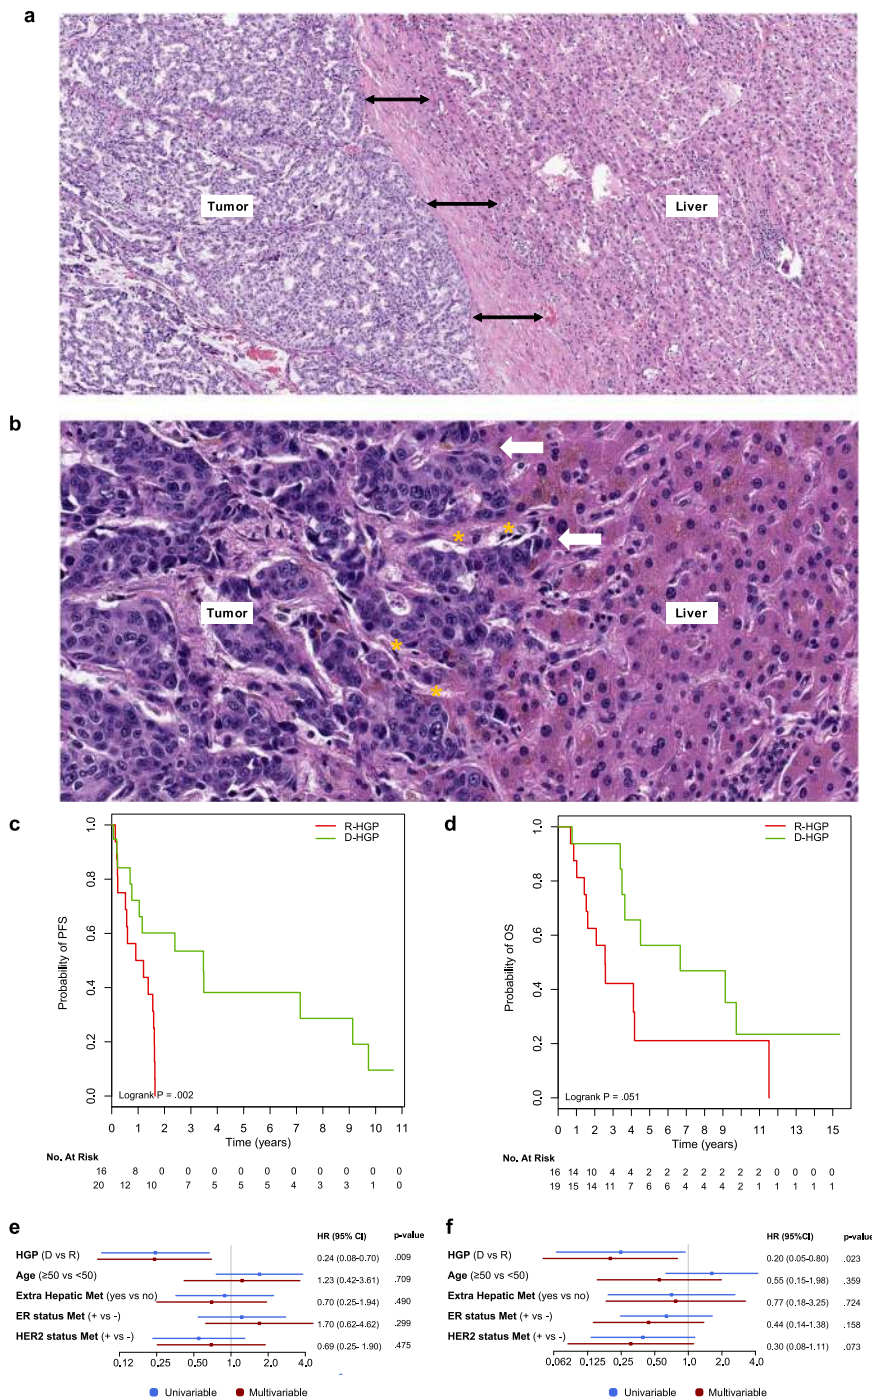 a
Tumor
Liver
b
Tumor
Liver
*
*
*
*
c
R-HGP
D-HGP
Probability of PFS
1.0
0.8
0.6
0.4
0.2
0.0
Logrank P = .002
0 1 2 3 4 5 6 7 8 9 10 11
Time (years)
No. At Risk
16 8 0 0 0 0 0 0 0 0 0 0
20 12 10 7 5 5 5 4 3 3 1 0
d
R-HGP
D-HGP
Probability of OS
1.0
0.8
0.6
0.4
0.2
0.0
Logrank P = .051
0 1 2 3 4 5 6 7 8 9 11 13 15
Time (years)
No. At Risk
16 14 10 4 4 2 2 2 2 2 2 2 0 0 0 0
19 15 14 11 7 6 6 4 4 4 2 1 1 1 1 1
e
HR (95% CI) p-value
HGP (D vs R) 0.24 (0.08-0.70) .009
Age (≥50 vs <50) 1.23 (0.42-3.61) .709
Extra Hepatic Met (yes vs no) 0.70 (0.25-1.94) .490
ER status Met (+ vs -) 1.70 (0.62-4.62) .299
HER2 status Met (+ vs -) 0.69 (0.25- 1.90) .475
0.12 0.25 0.50 1.0 2.0 4.0
Univariable Multivariable
f
HR (95%CI) p-value
HGP (D vs R) 0.20 (0.05-0.80) .023
Age (≥50 vs <50) 0.55 (0.15-1.98) .359
Extra Hepatic Met (yes vs no) 0.77 (0.18-3.25) .724
ER status Met (+ vs -) 0.44 (0.14-1.38) .158
HER2 status Met (+ vs -) 0.30 (0.08-1.11) .073
0.062 0.125 0.25 0.50 1.0 2.0 4.0
Univariable Multivariable